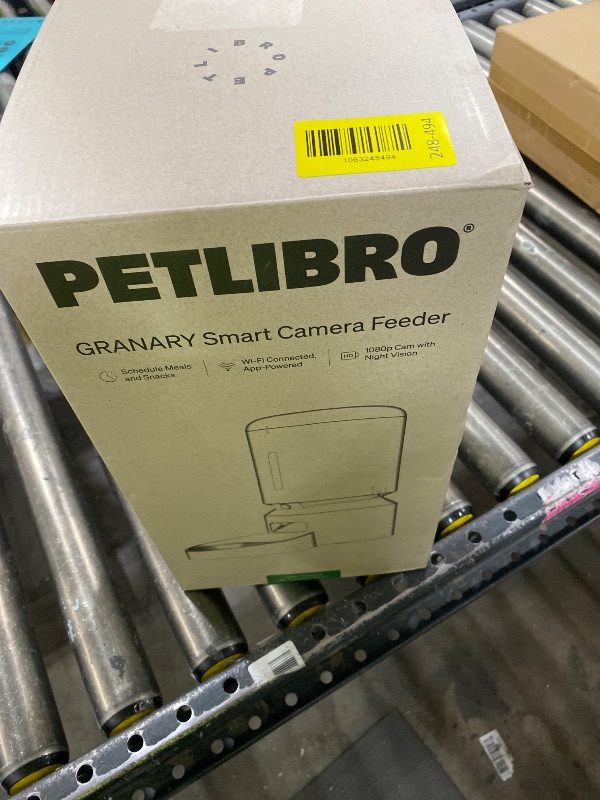 PETLIBRO
1063248494
248-494
PETLIBRO®
GRANARY Smart Camera Feeder
Schedule Meals
and Snacks
Wi-Fi Connected,
App-Powered
HD
1080p Cam with
Night Vision